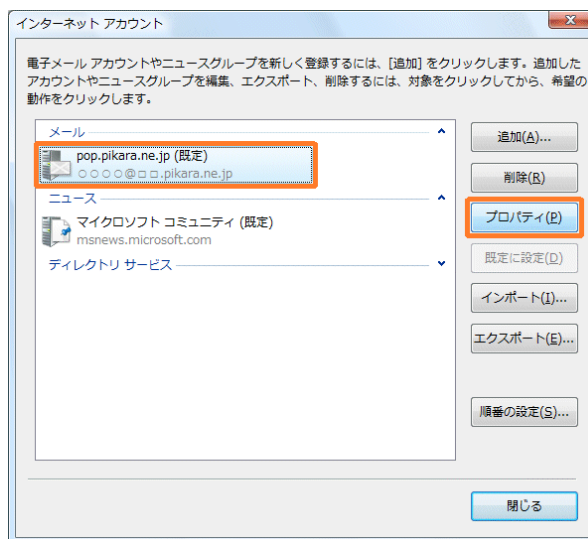 インターネット アカウント
電子メール アカウントやニュースグループを新しく登録するには、[追加] をクリックします。追加した
アカウントやニュースグループを編集、エクスポート、削除するには、対象をクリックしてから、希望の
動作をクリックします。
メール
pop.pikara.ne.jp (既定)
○○○○@□□.pikara.ne.jp
ニュース
マイクロソフト コミュニティ (既定)
msnews.microsoft.com
ディレクトリ サービス
追加(A)...
削除(R)
プロパティ(P)
既定に設定(D)
インポート(I)...
エクスポート(E)...
順番の設定(S)...
閉じる